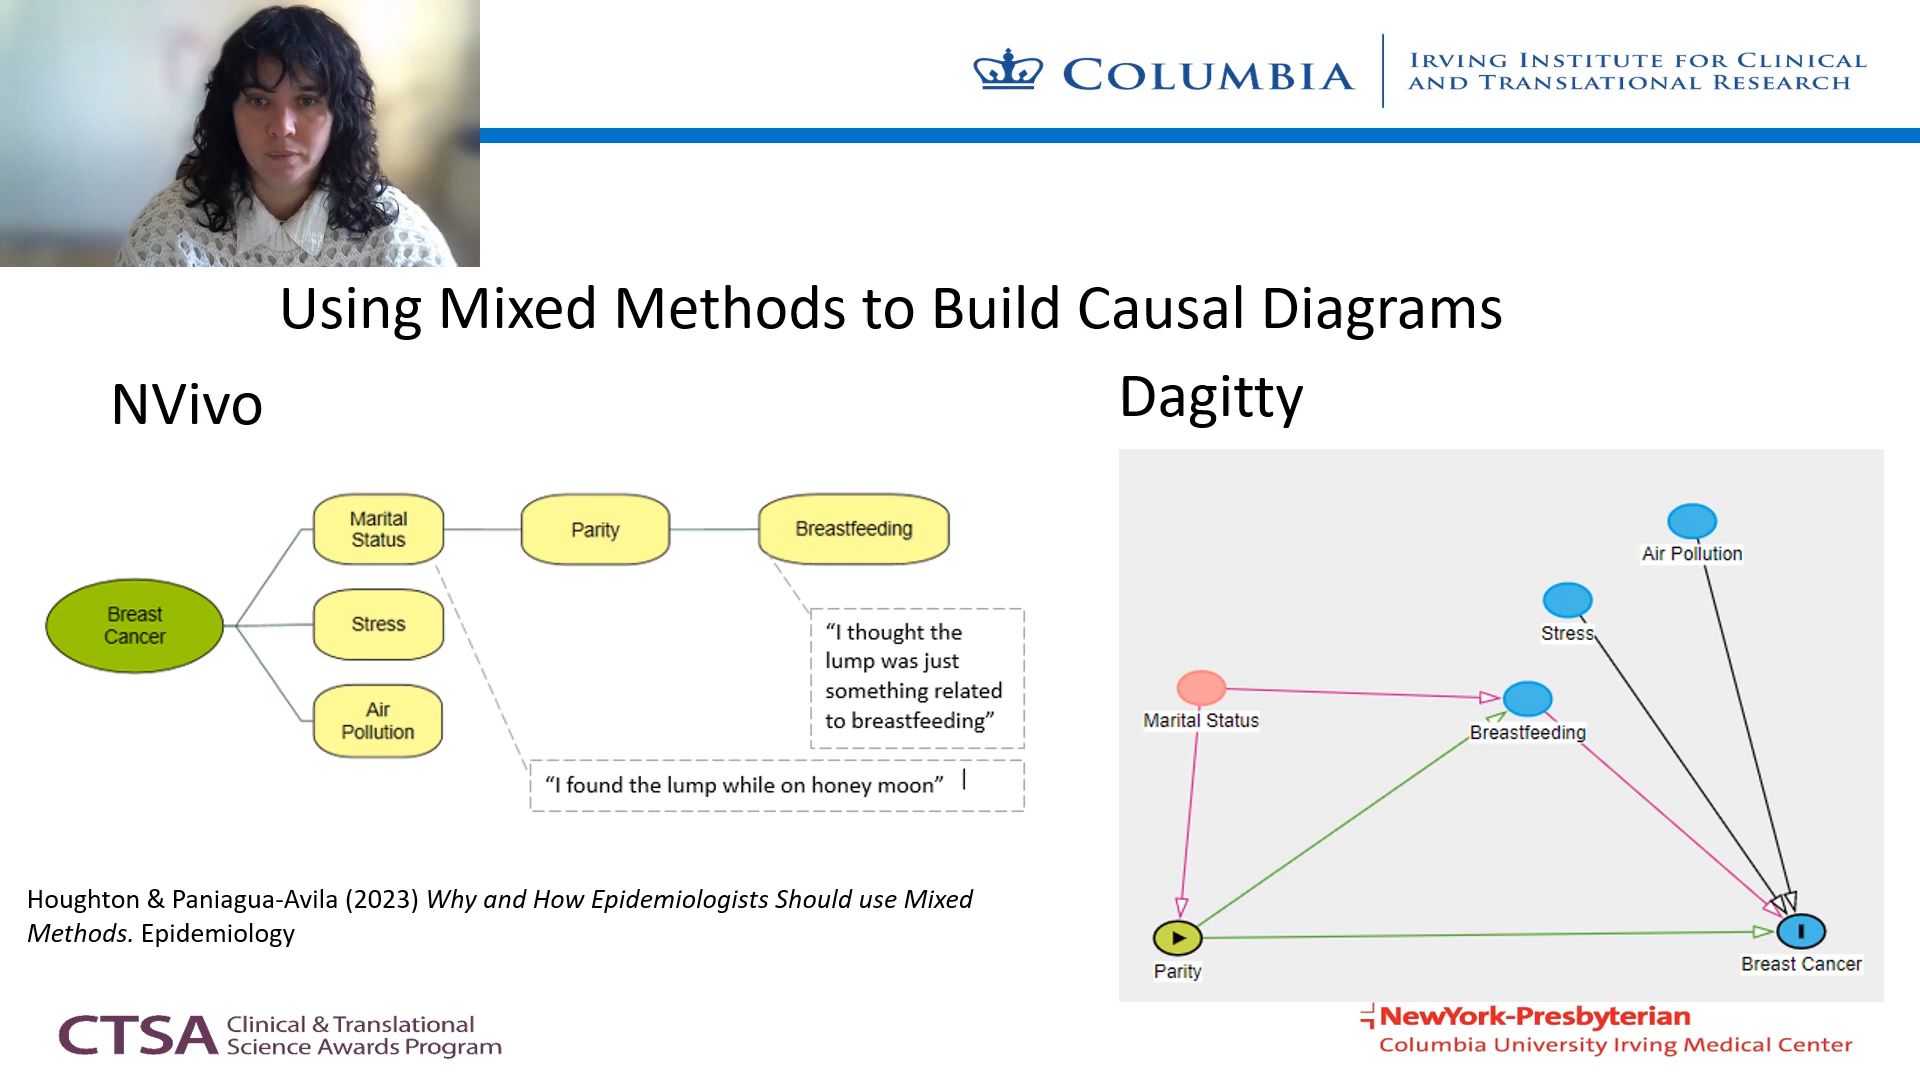 COLUMBIA
IRVING INSTITUTE FOR CLINICAL
AND TRANSLATIONAL RESEARCH
Using Mixed Methods to Build Causal Diagrams
NVivo
Breast
Cancer
Marital
Status
Parity
Breastfeeding
Stress
Air
Pollution
“I thought the
lump was just
something related
to breastfeeding”
“I found the lump while on honey moon”
Dagitty
Air Pollution
Stress
Marital Status
Breastfeeding
Parity
Breast Cancer
Houghton & Paniagua-Avila (2023) Why and How Epidemiologists Should use Mixed
Methods. Epidemiology
CTSA
Clinical & Translational
Science Awards Program
NewYork-Presbyterian
Columbia University Irving Medical Center